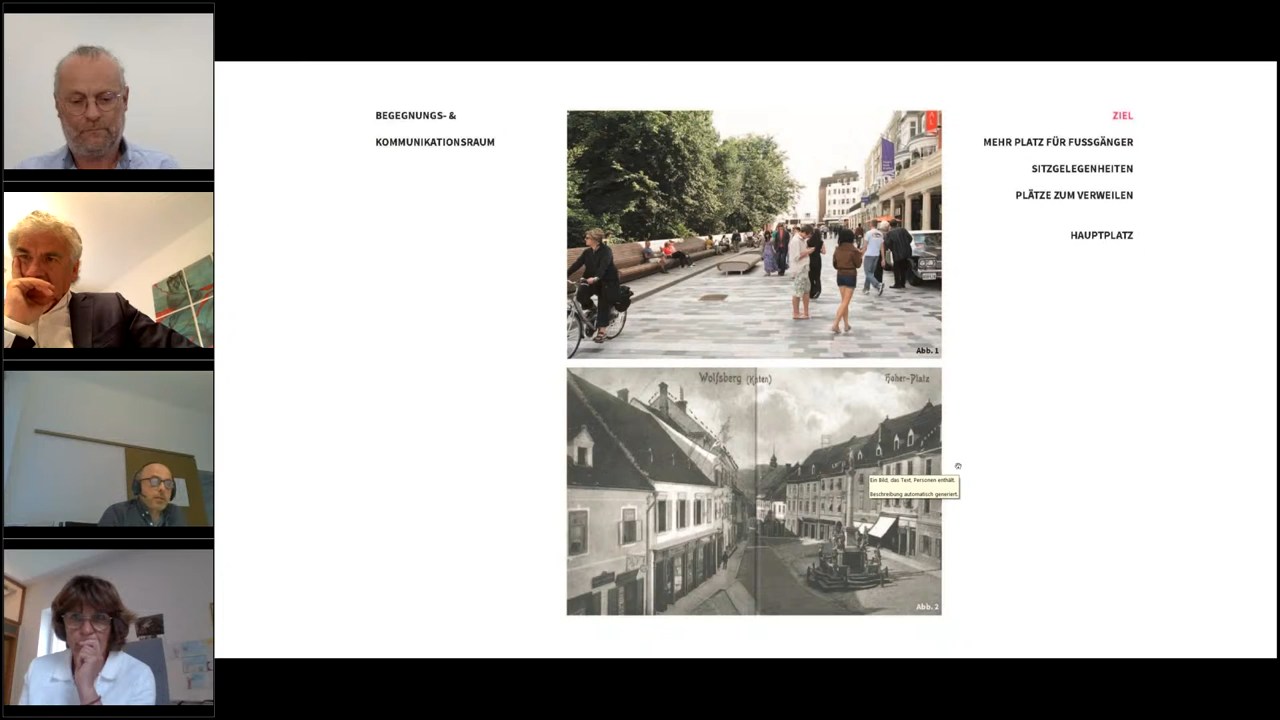 BEGEGNUNGS- &
KOMMUNIKATIONSRAUM
ZIEL
MEHR PLATZ FÜR FUSSGÄNGER
SITZGELEGENHEITEN
PLÄTZE ZUM VERWEILEN
HAUPTPLATZ
Abb. 1
Wolfsberg (Knten)
Hoher-Platz
Ein Bild, das Text, Personen enthält.
Beschreibung automatisch generiert.
Abb. 2